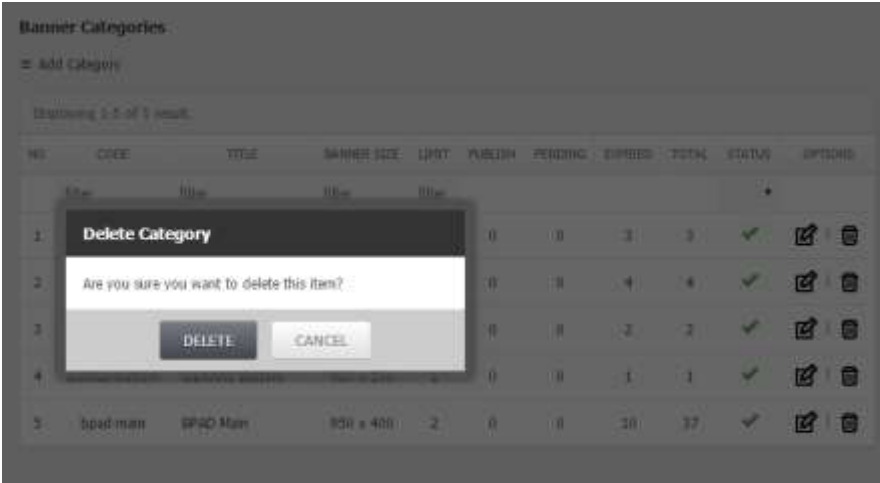 Banner Categories
Add Category
Displaying 1-5 of 5 result.
NO CODE TITLE BANNER SIZE LIMIT PUBLISH PENDING EXPIRED TOTAL STATUS OPTIONS
filter filter filter filter
1 0 0 3 3
Delete Category
2 0 0 4 4
Are you sure you want to delete this item?
3 0 0 2 2
DELETE CANCEL
4 0 0 1 1
5 bpad-main BPAD Main 950 x 400 2 0 0